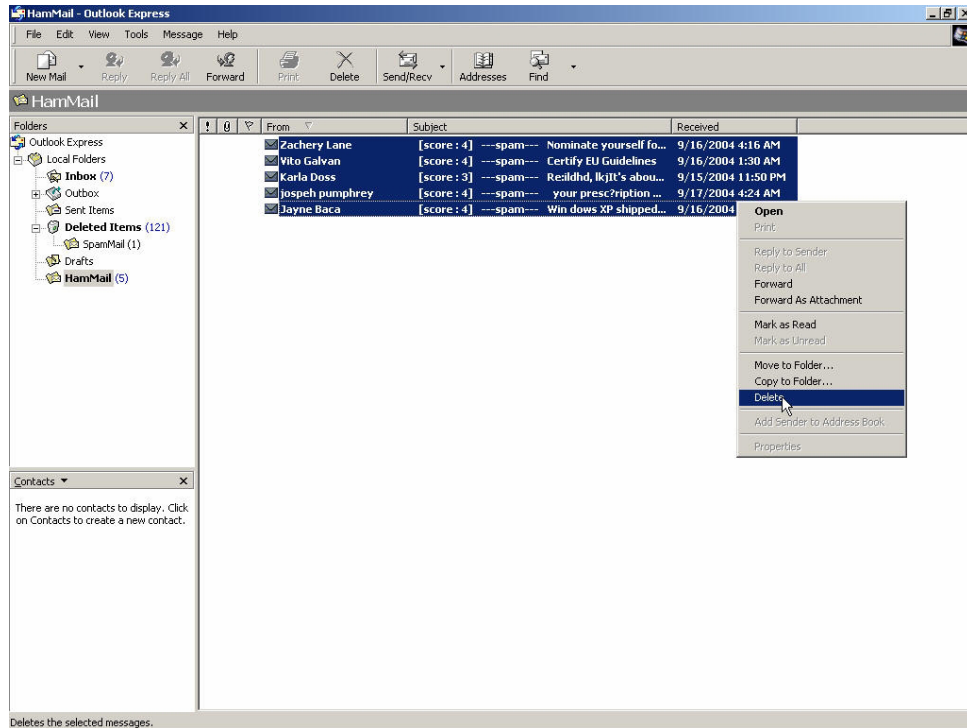 HamMail - Outlook Express
File Edit View Tools Message Help
New Mail Reply Reply All Forward Print Delete Send/Recv Addresses Find
HamMail
Folders x
! From Subject Received
Outlook Express
Local Folders
Inbox (7)
Outbox
Sent Items
Deleted Items (121)
SpamMail (1)
Drafts
HamMail (5)
Zachery Lane [score : 4] ---spam--- Nominate yourself fo... 9/16/2004 4:16 AM
Vito Galvan [score : 4] ---spam--- Certify EU Guidelines 9/16/2004 1:30 AM
Karla Doss [score : 3] ---spam--- Re:ildhd, lkjIt's abou... 9/15/2004 11:50 PM
jospeh pumphrey [score : 4] ---spam--- your presc?ription ... 9/17/2004 4:24 AM
Jayne Baca [score : 4] ---spam--- Win dows XP shipped... 9/16/2004
Open
Print
Reply to Sender
Reply to All
Forward
Forward As Attachment
Mark as Read
Mark as Unread
Move to Folder...
Copy to Folder...
Delete
Add Sender to Address Book
Properties
Contacts x
There are no contacts to display. Click
on Contacts to create a new contact.
Deletes the selected messages.